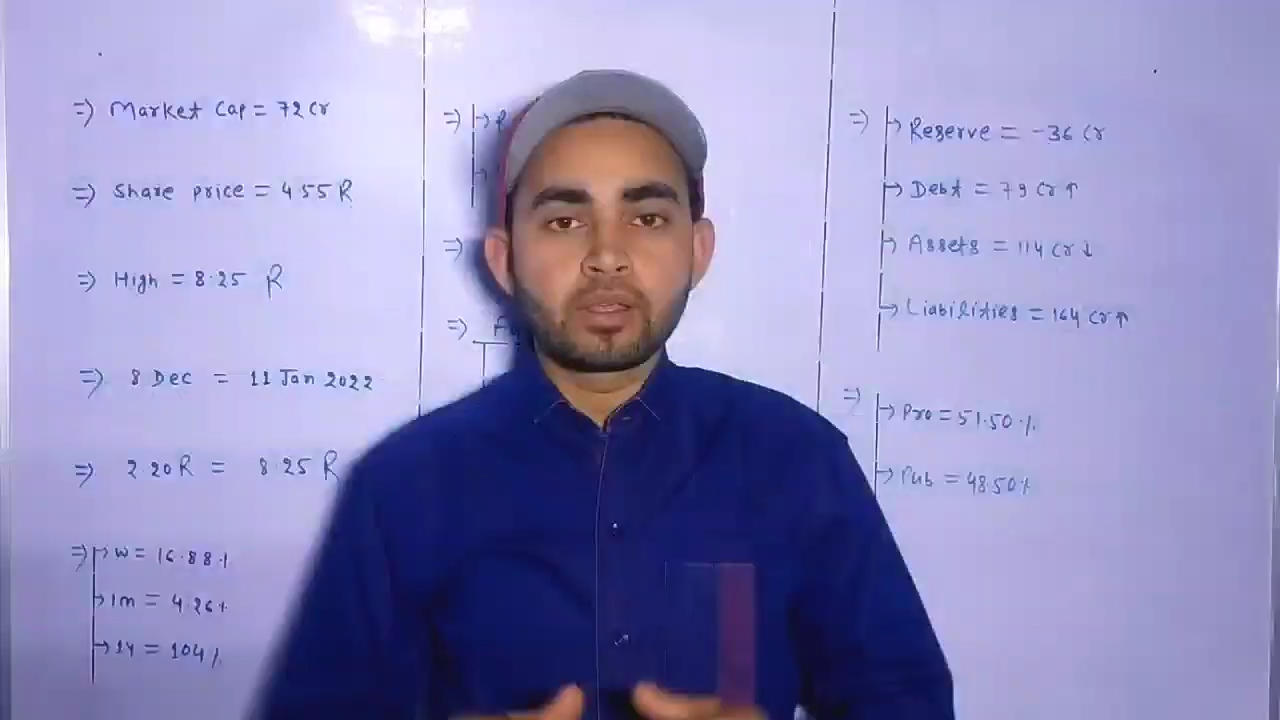 => Market Cap = 72 Cr
=> Share price = 4.55 R
=> High = 8.25 R
=> 8 Dec = 11 Jan 2022
=> 2.20 R = 8.25 R
=> → W = 16.88 %
→ 1m = 4.26 %
→ 1Y = 104 %
=> →
=>
=>
=> → Reserve = -36 Cr
→ Debt = 79 Cr ↑
→ Assets = 114 Cr ↓
→ Liabilities = 164 Cr ↑
=> → Pro = 51.50 %
→ Pub = 48.50 %